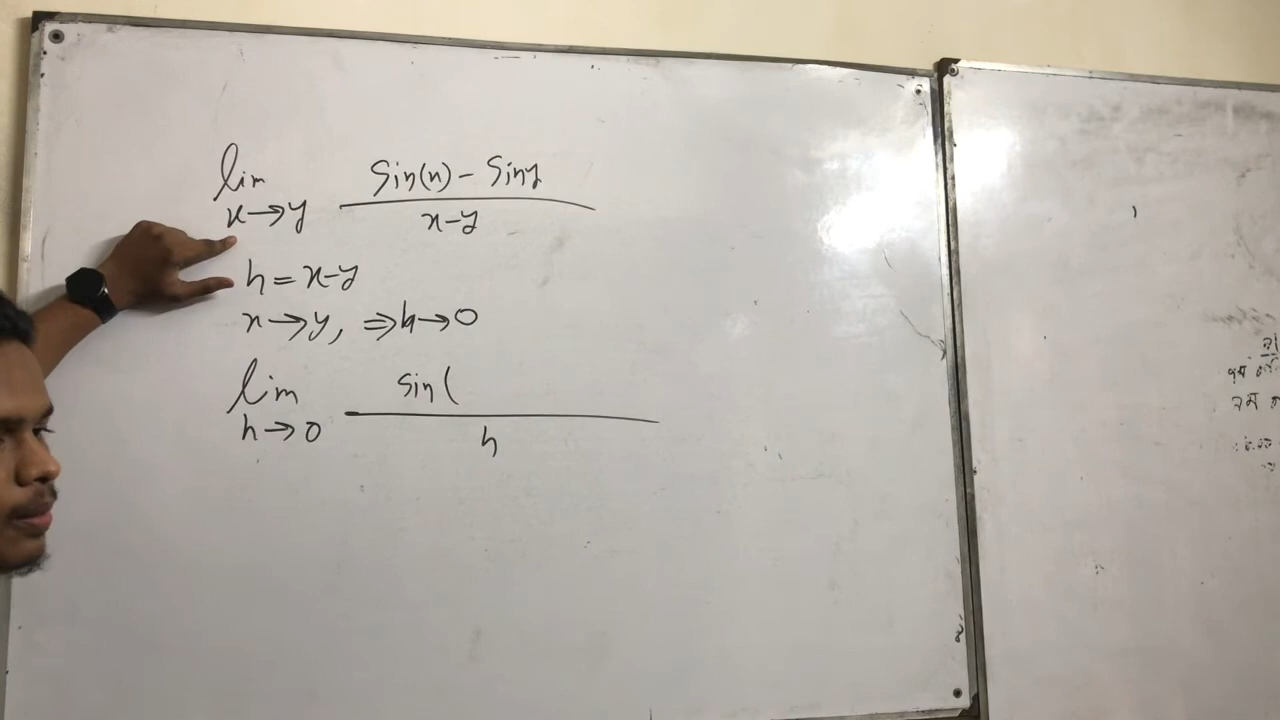 lim x→y (Sin(x) - Siny)/(x-y)
h = x-y
x→y, ⇒h→0
lim h→0 sin( / h